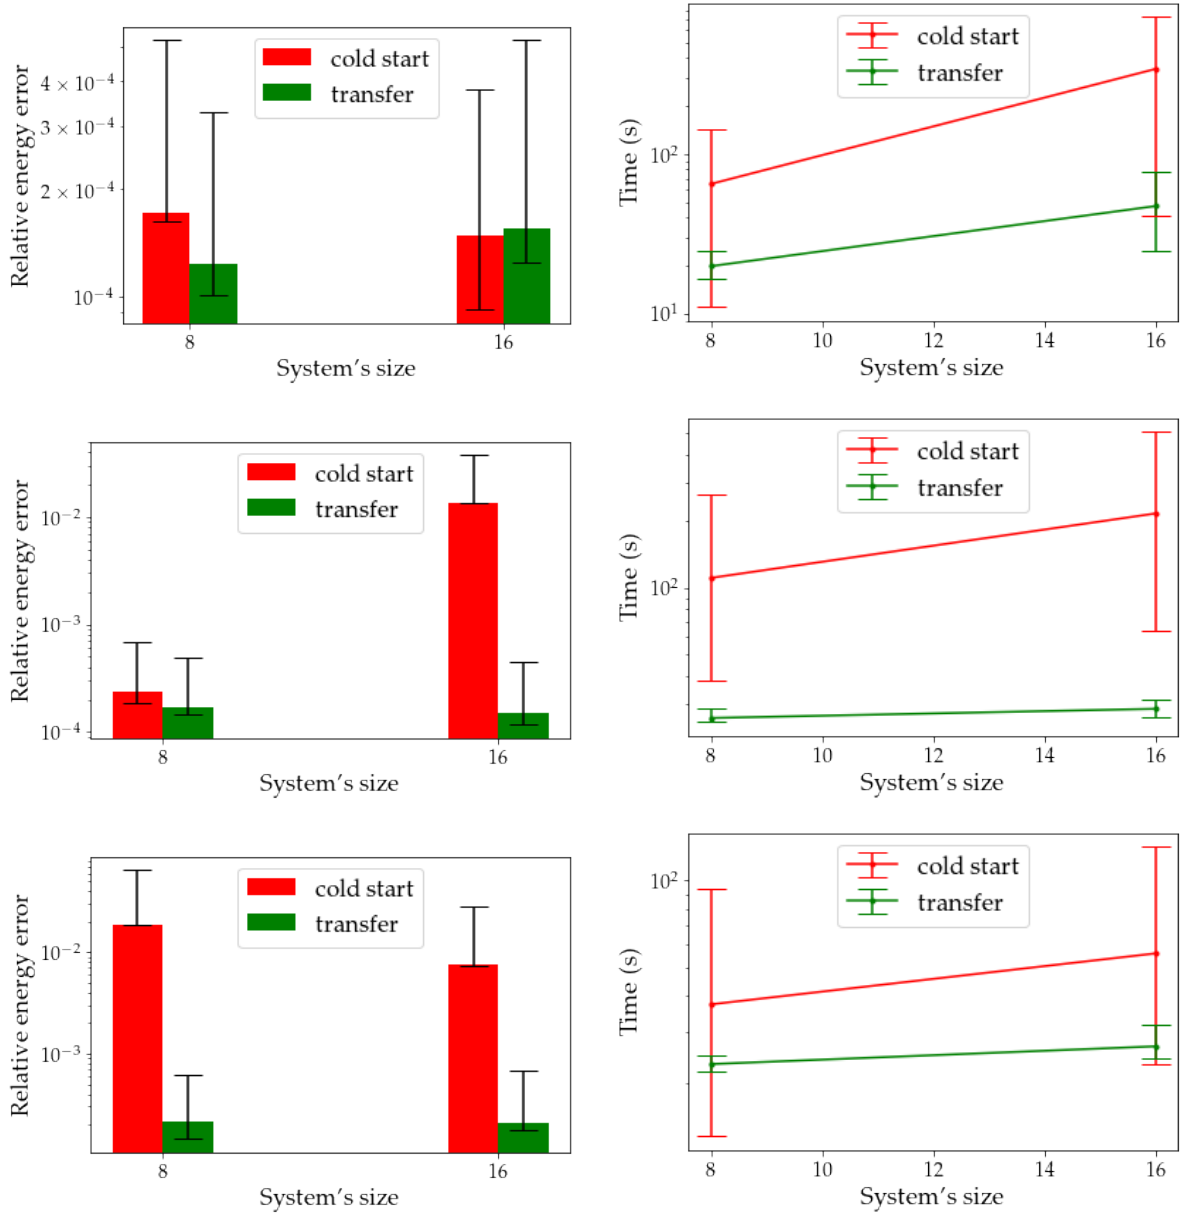 Relative energy error
4 × 10⁻⁴
3 × 10⁻⁴
2 × 10⁻⁴
10⁻⁴
cold start
transfer
8
16
System's size
Time (s)
10²
10¹
cold start
transfer
8
10
12
14
16
System's size
Relative energy error
10⁻²
10⁻³
10⁻⁴
cold start
transfer
8
16
System's size
Time (s)
10²
cold start
transfer
8
10
12
14
16
System's size
Relative energy error
10⁻²
10⁻³
cold start
transfer
8
16
System's size
Time (s)
10²
cold start
transfer
8
10
12
14
16
System's size